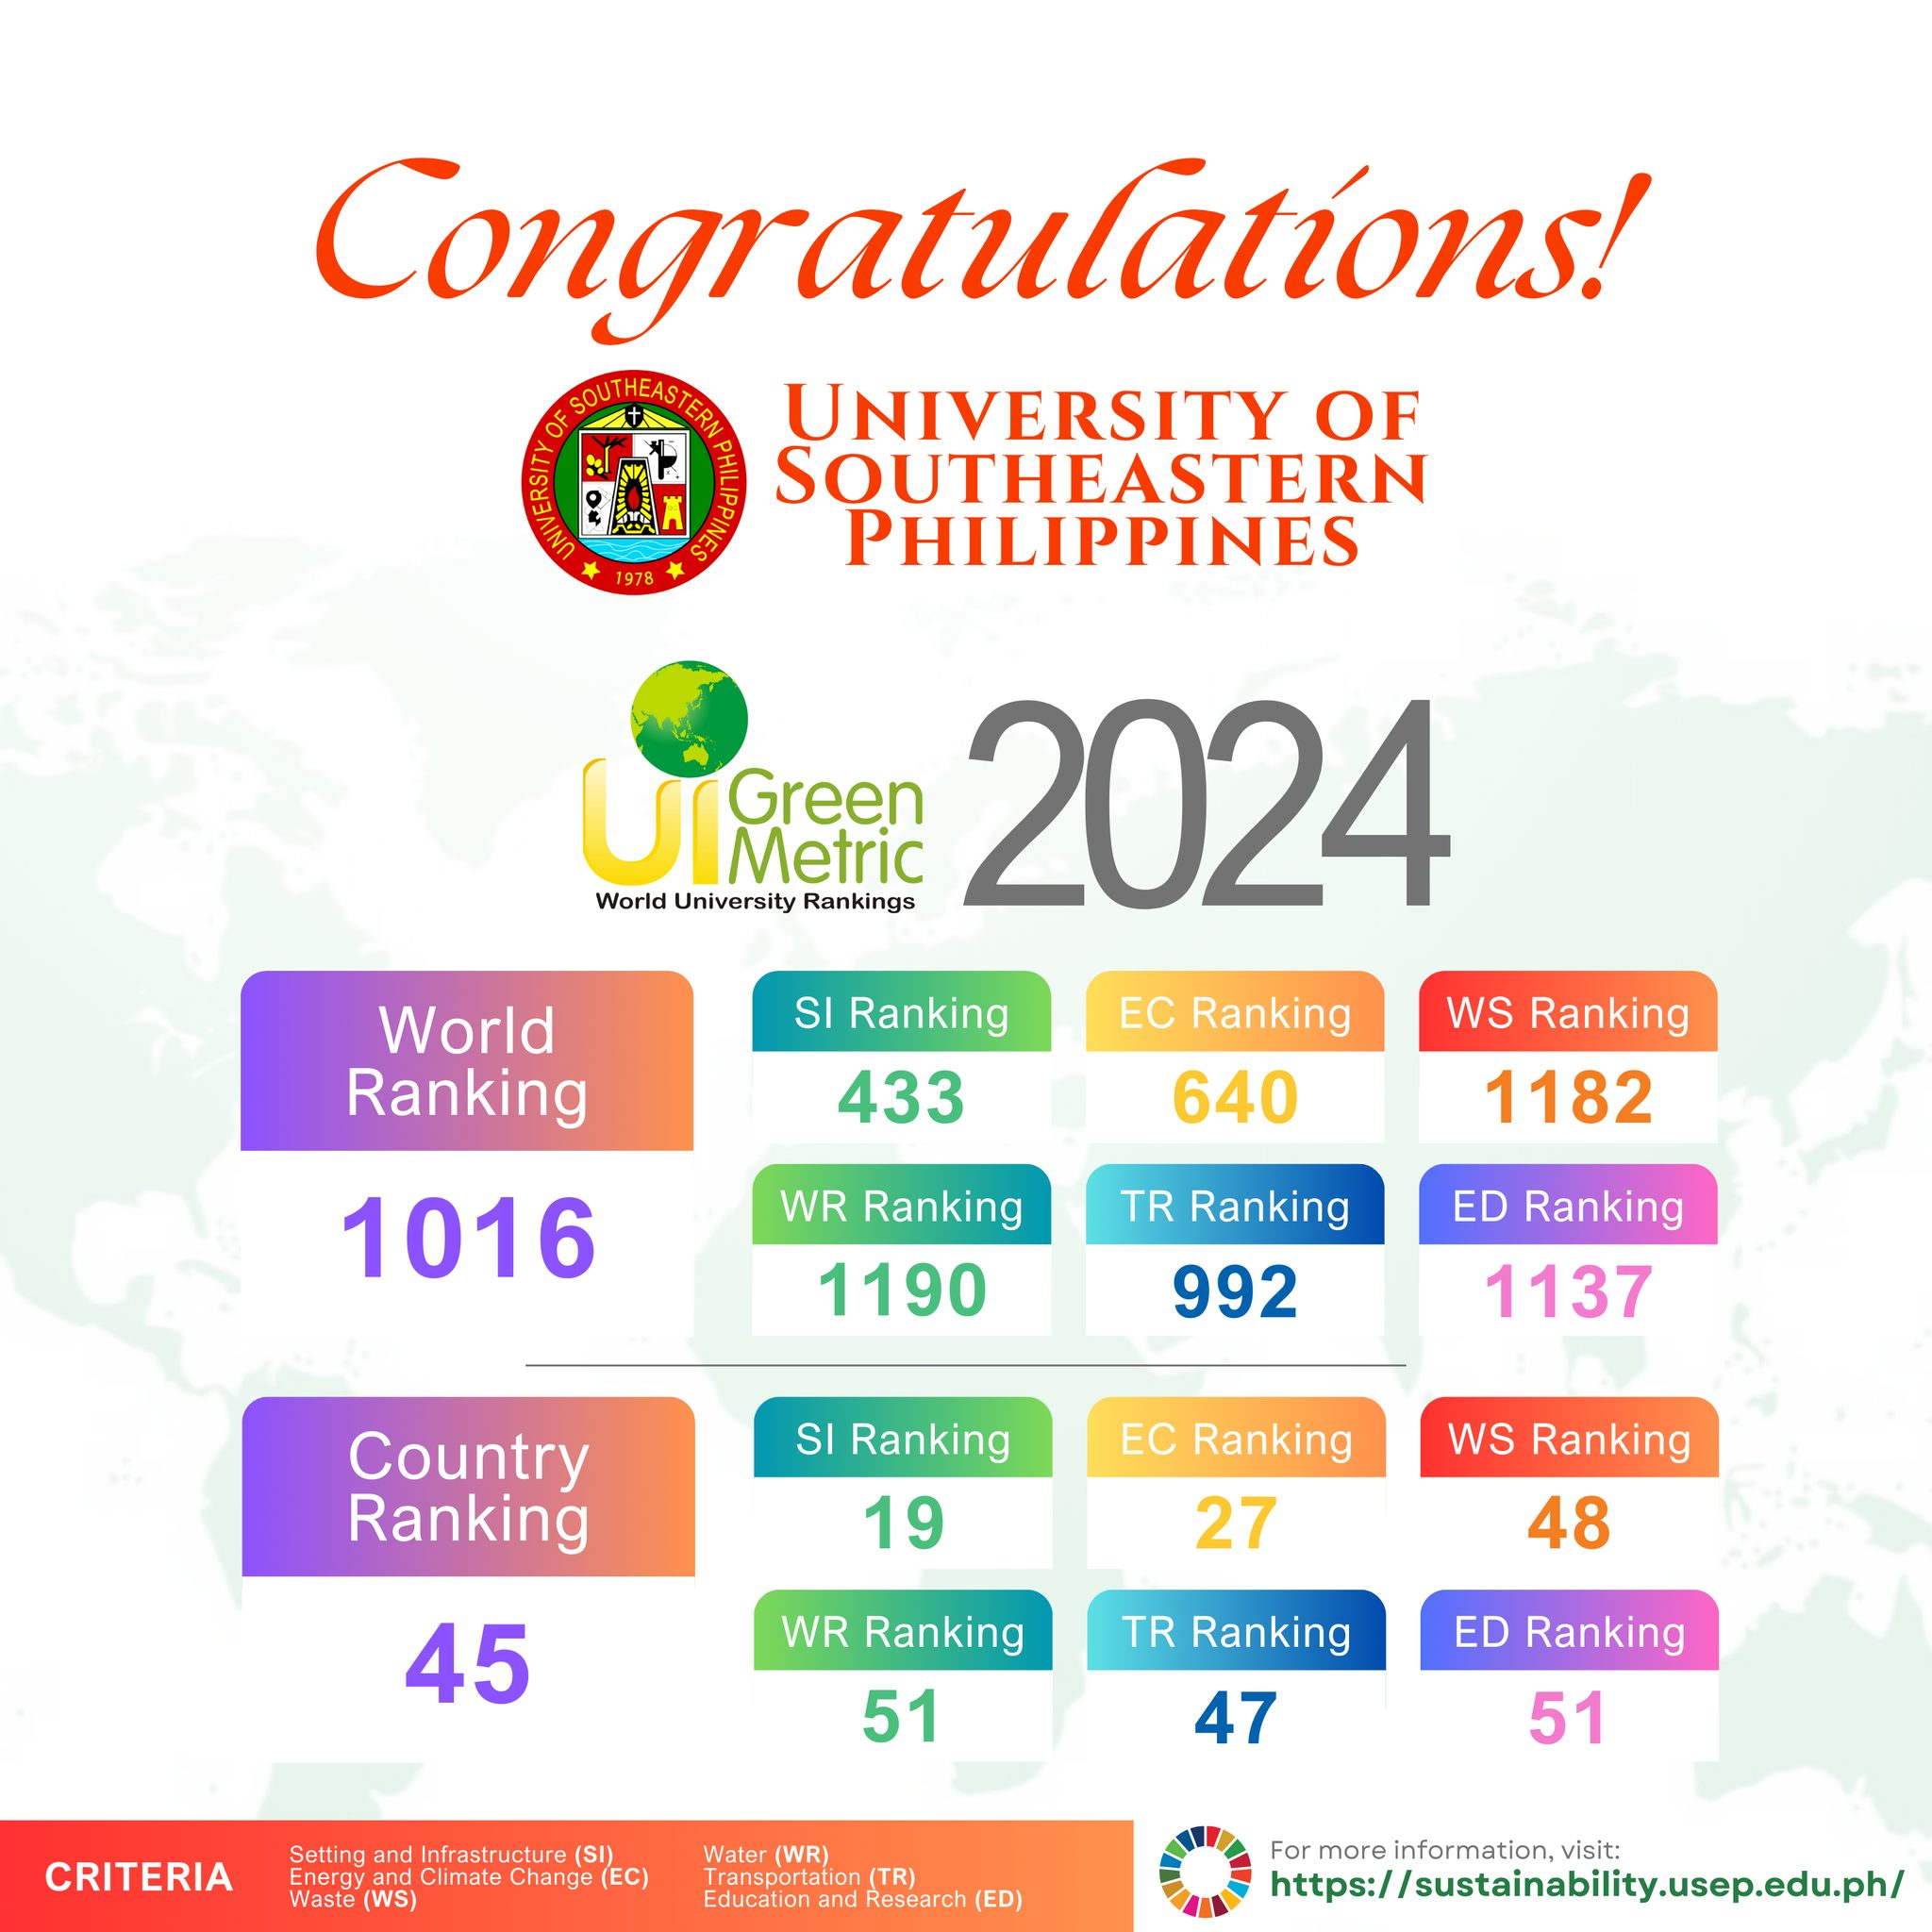 Congratulations!
UNIVERSITY OF SOUTHEASTERN PHILIPPINES
1978
UNIVERSITY OF
SOUTHEASTERN
PHILIPPINES
UI
Green
Metric
World University Rankings
2024
World
Ranking
1016
SI Ranking
433
EC Ranking
640
WS Ranking
1182
WR Ranking
1190
TR Ranking
992
ED Ranking
1137
Country
Ranking
45
SI Ranking
19
EC Ranking
27
WS Ranking
48
WR Ranking
51
TR Ranking
47
ED Ranking
51
CRITERIA
Setting and Infrastructure (SI)
Energy and Climate Change (EC)
Waste (WS)
Water (WR)
Transportation (TR)
Education and Research (ED)
For more information, visit:
https://sustainability.usep.edu.ph/